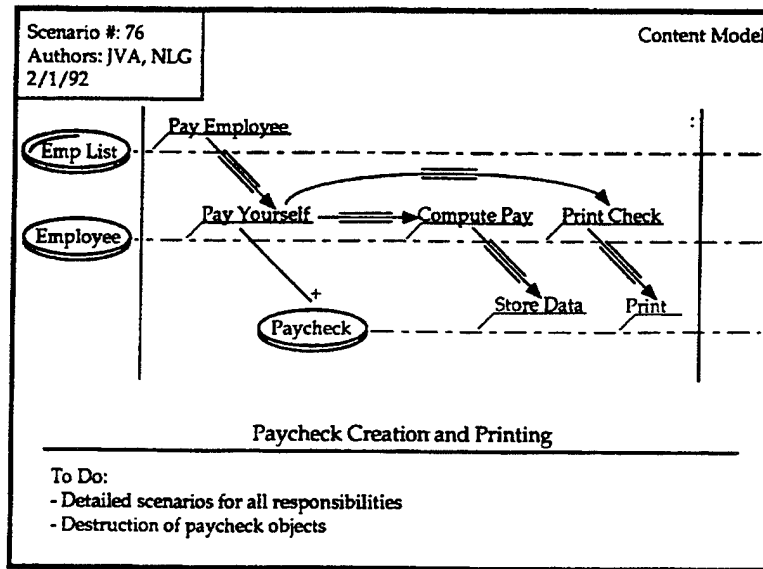 Scenario #: 76
Authors: JVA, NLG
2/1/92
Content Model
Pay Employee
:
Emp List
Pay Yourself
Compute Pay
Print Check
Employee
+
Store Data
Print
Paycheck
Paycheck Creation and Printing
To Do:
- Detailed scenarios for all responsibilities
- Destruction of paycheck objects